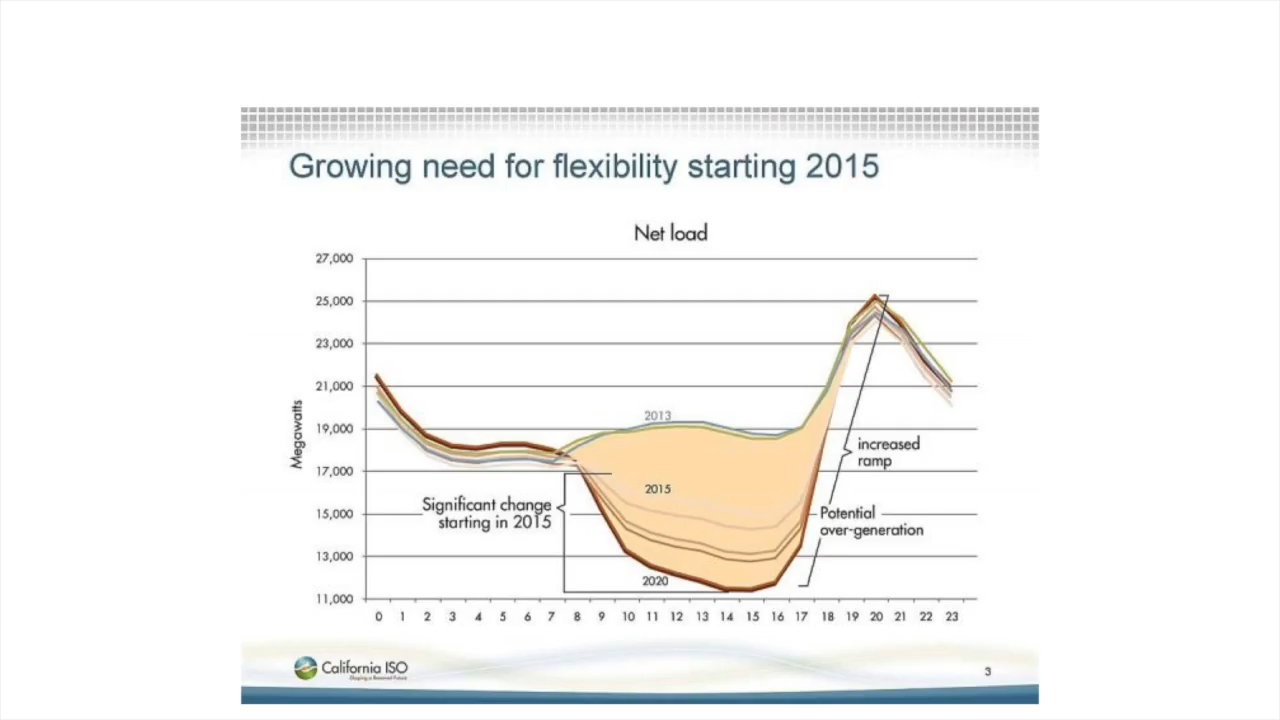 Growing need for flexibility starting 2015
Net load
27,000
25,000
23,000
21,000
19,000
17,000
15,000
13,000
11,000
Megawatts
2013
2015
2020
Significant change
starting in 2015
increased
ramp
Potential
over-generation
0 1 2 3 4 5 6 7 8 9 10 11 12 13 14 15 16 17 18 19 20 21 22 23
California ISO
Shaping a Renewed Future
3